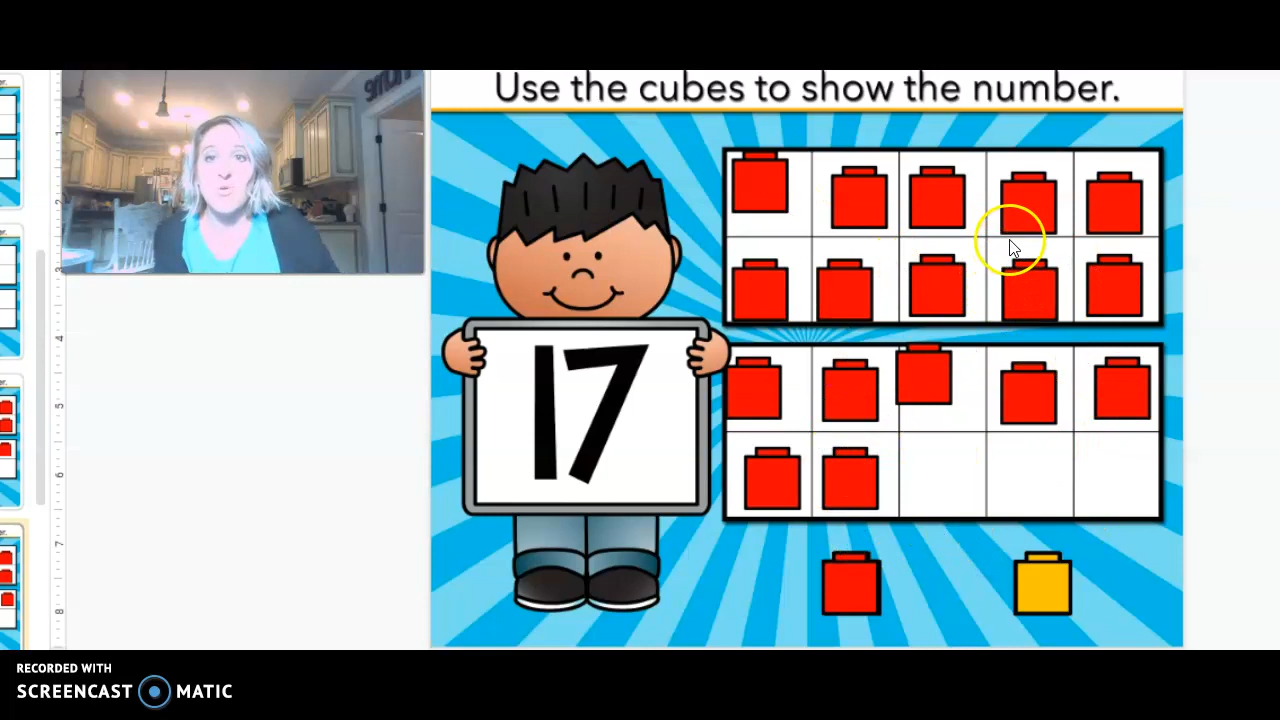 Use the cubes to show the number.
17
RECORDED WITH
SCREENCAST MATIC